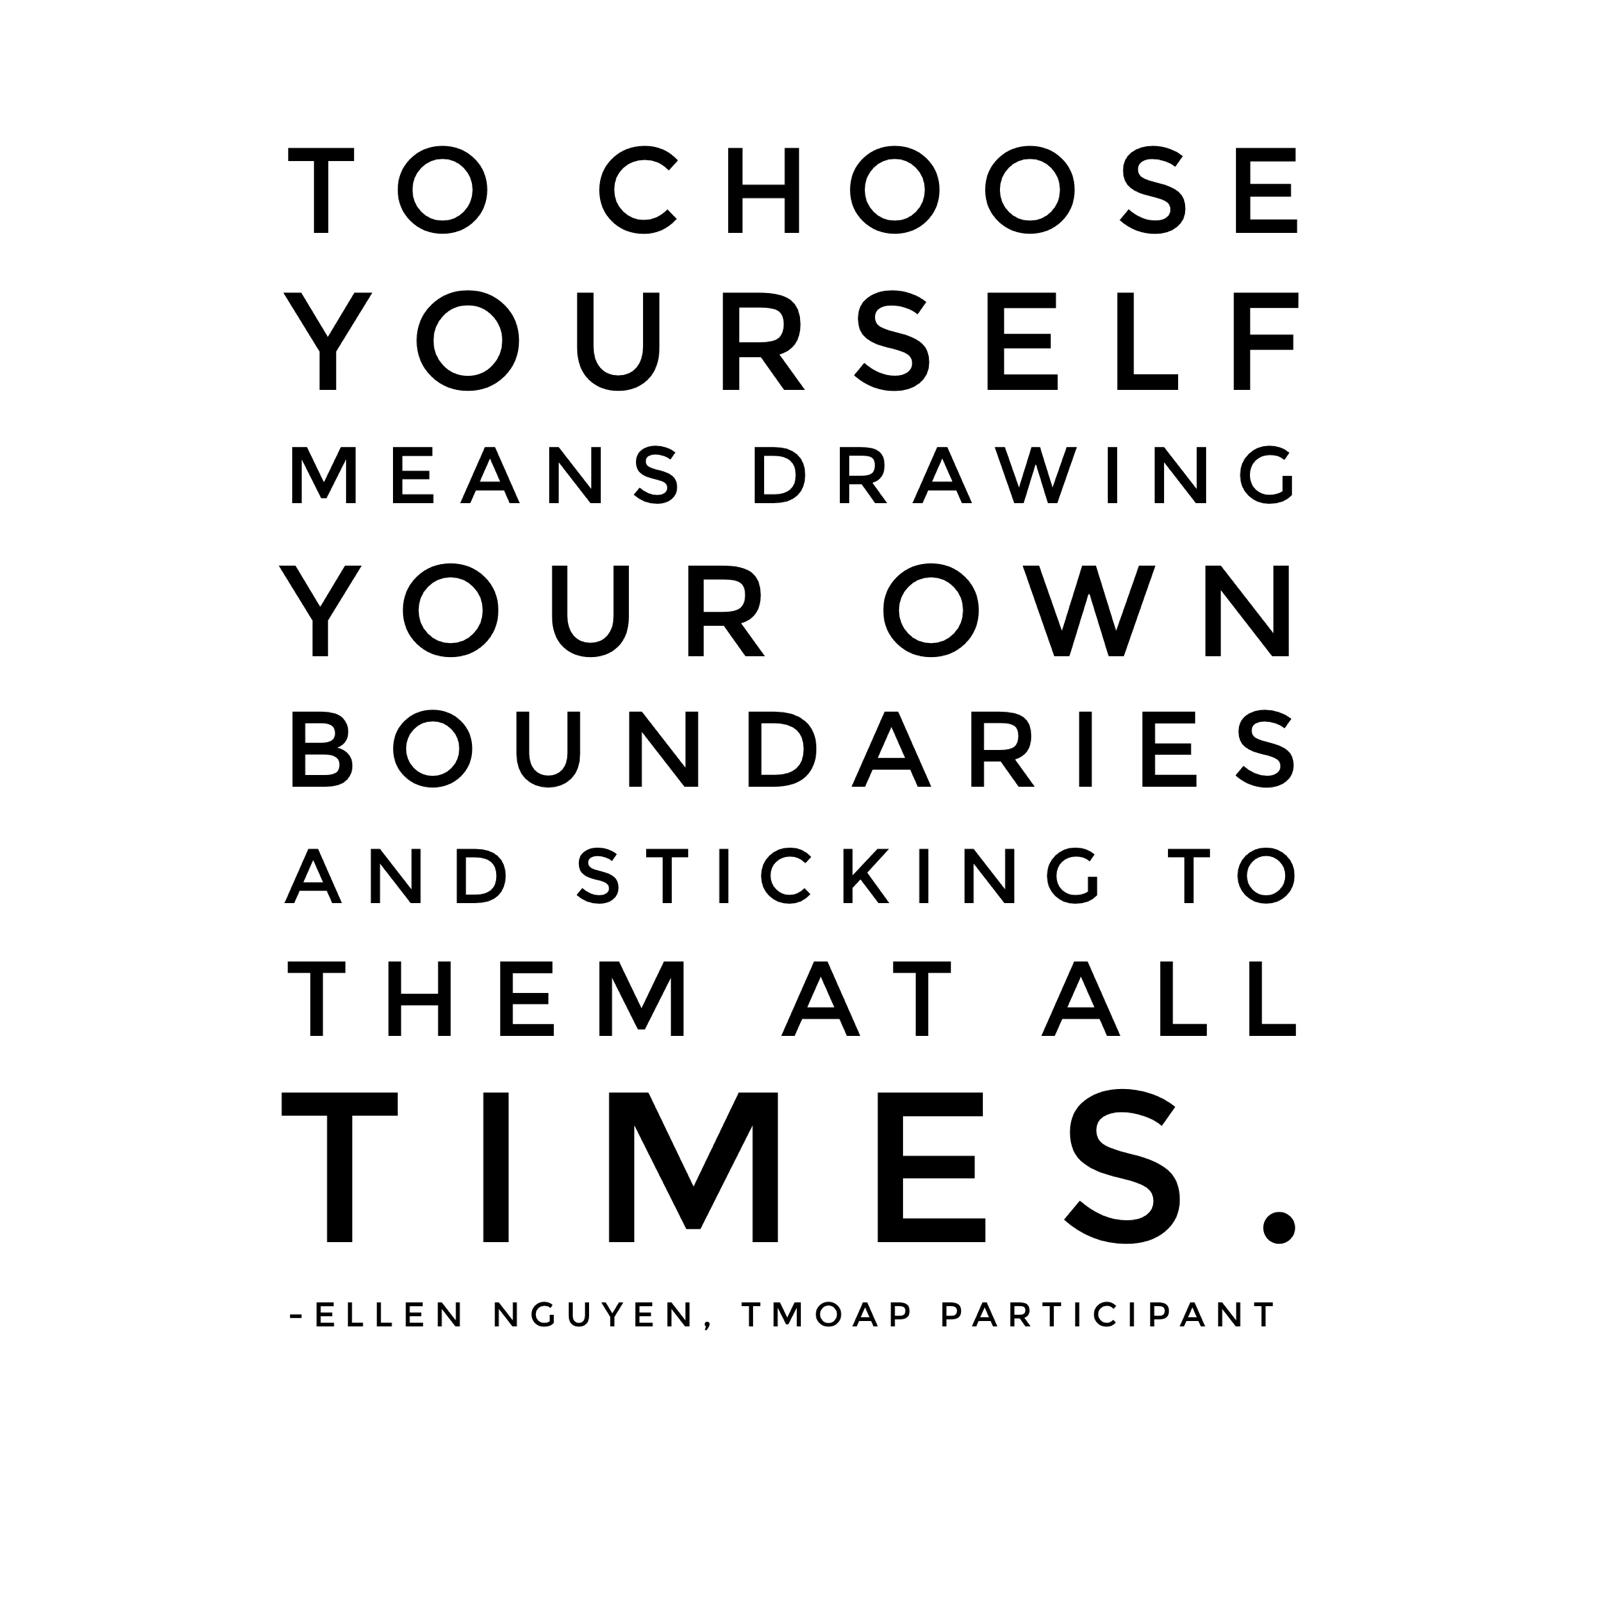 TO CHOOSE
YOURSELF
MEANS DRAWING
YOUR OWN
BOUNDARIES
AND STICKING TO
THEM AT ALL
TIMES.
-ELLEN NGUYEN, TMOAP PARTICIPANT